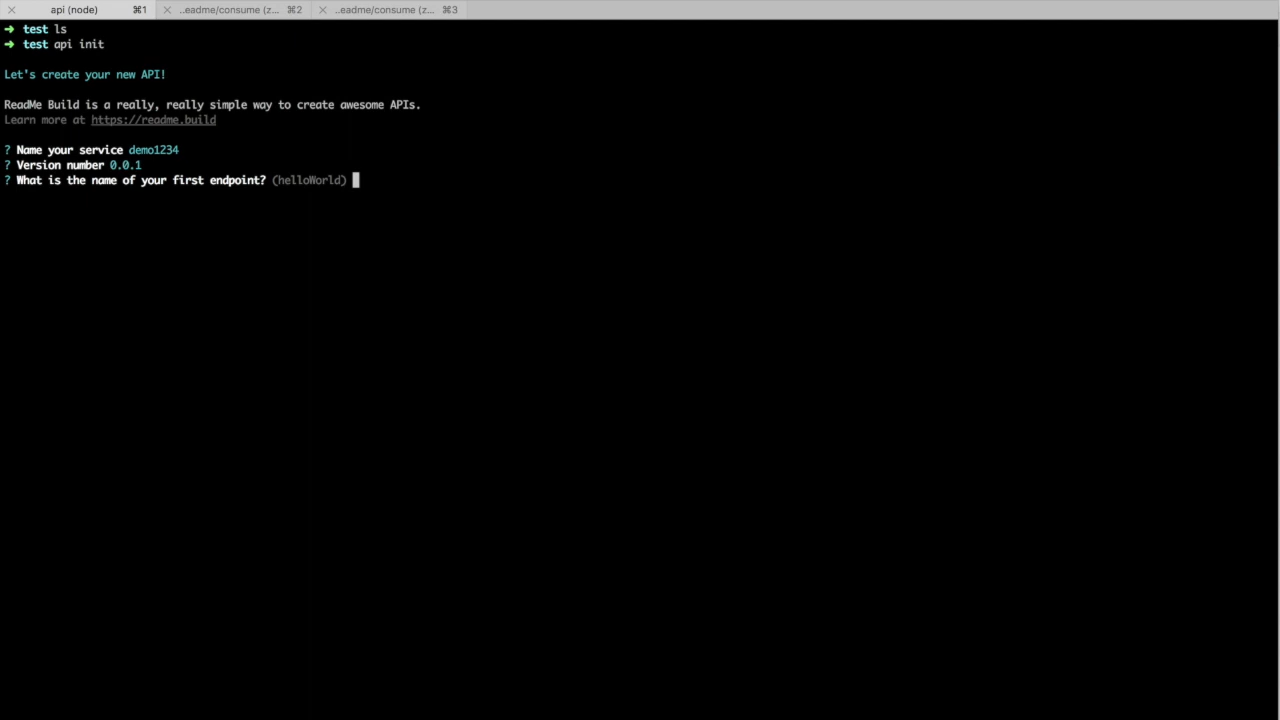 api (node) ⌘1 ..eadme/consume (z... ⌘2 ..eadme/consume (z... ⌘3
➜ test ls
➜ test api init
Let's create your new API!
ReadMe Build is a really, really simple way to create awesome APIs.
Learn more at https://readme.build
? Name your service demo1234
? Version number 0.0.1
? What is the name of your first endpoint? (helloWorld)